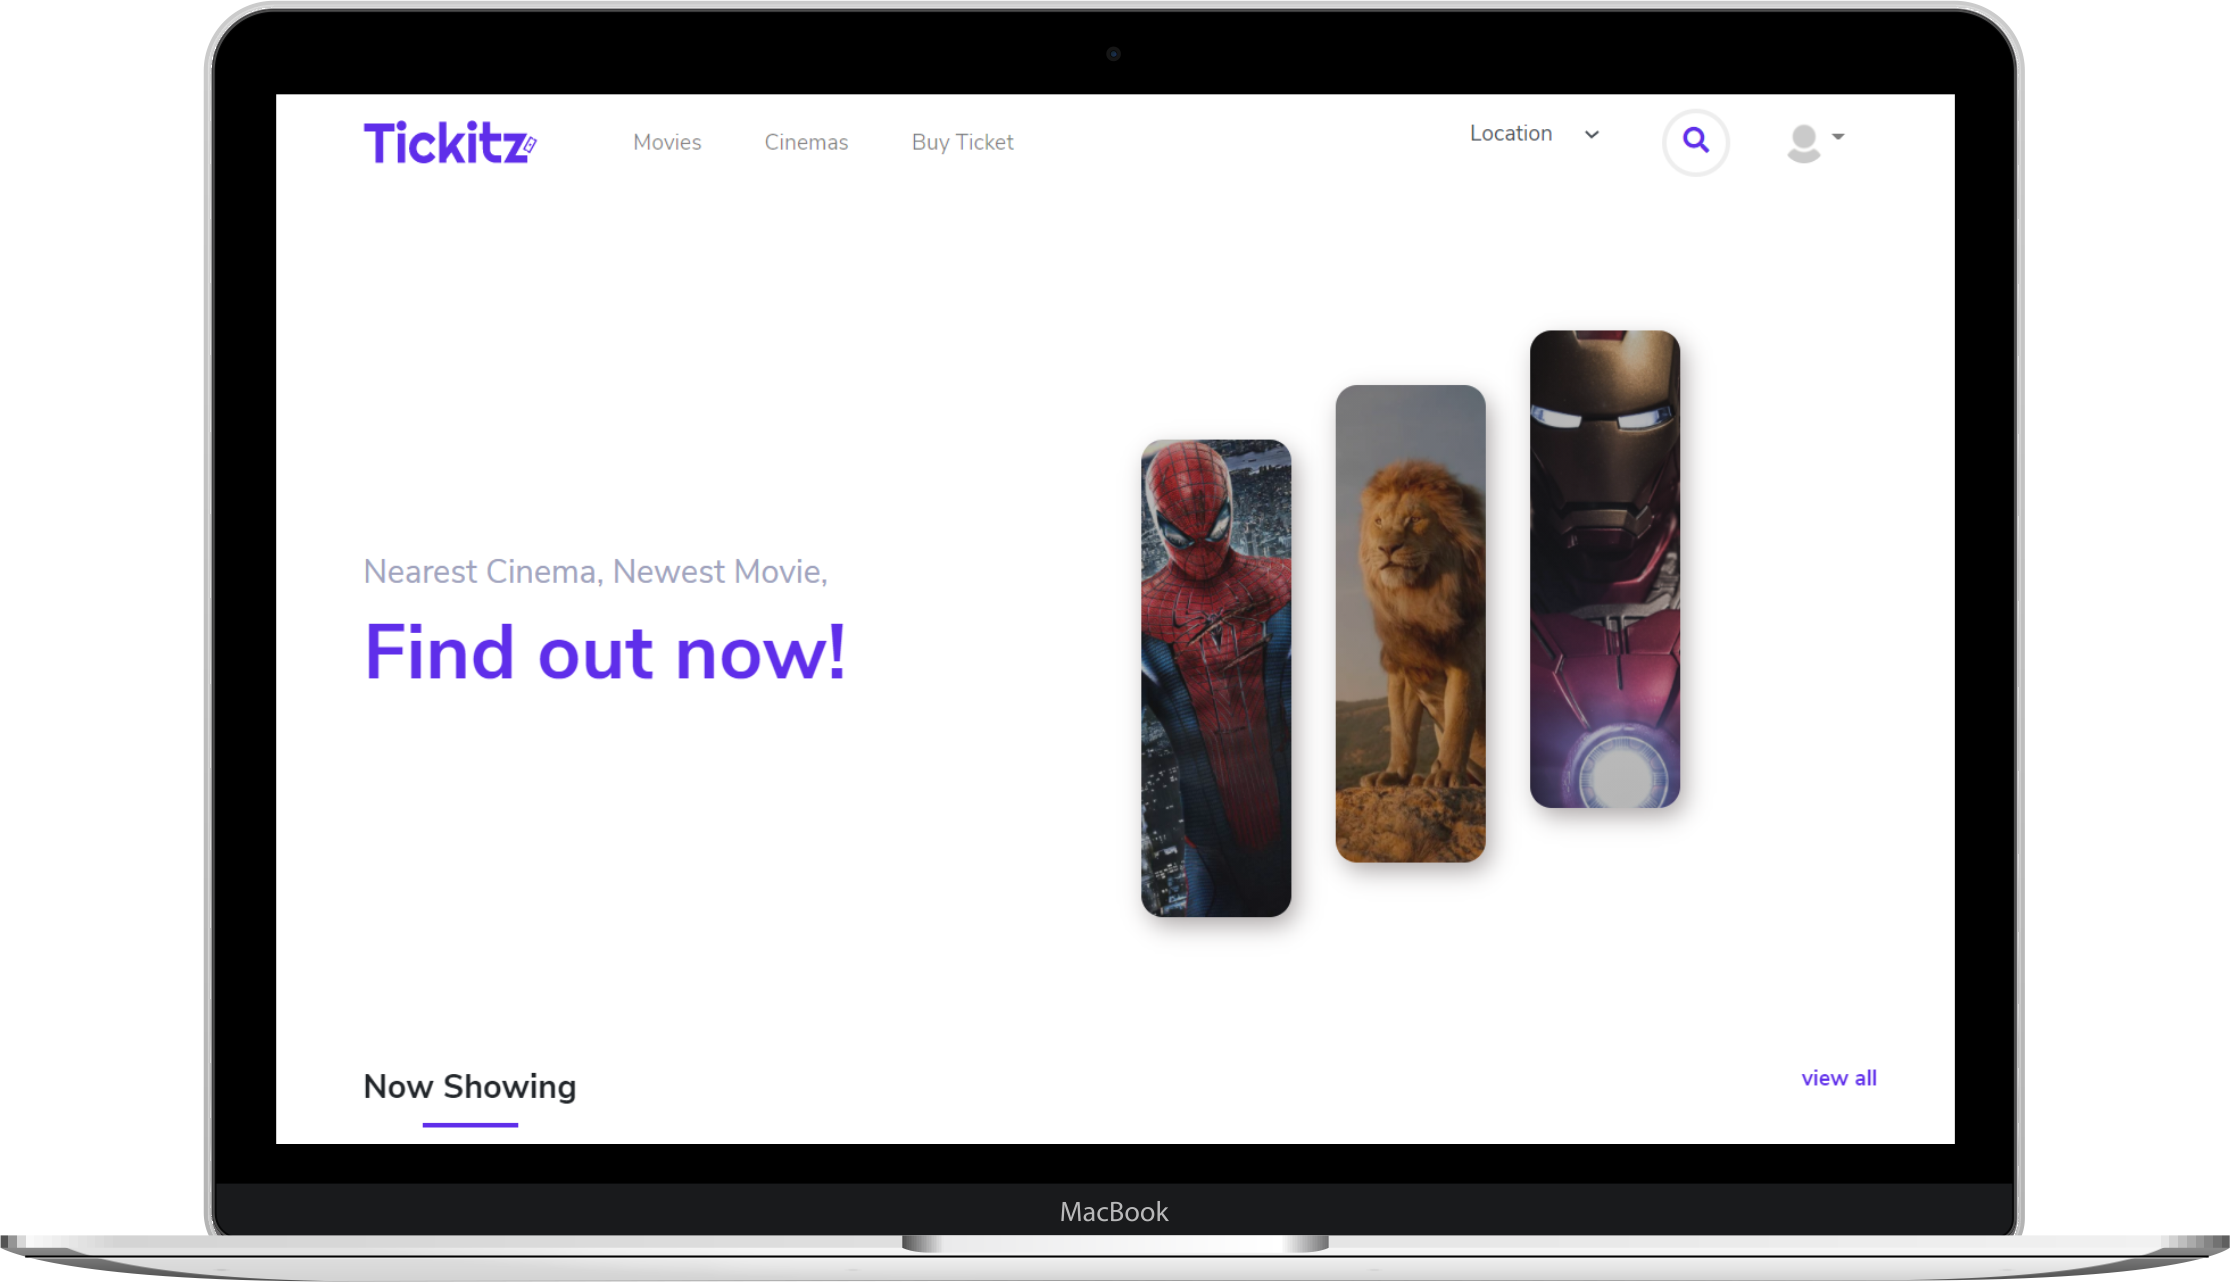 Tickitz
Movies
Cinemas
Buy Ticket
Location
Nearest Cinema, Newest Movie,
Find out now!
Now Showing
view all
MacBook